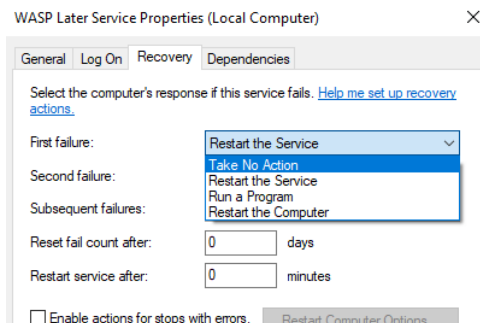 WASP Later Service Properties (Local Computer)
General Log On Recovery Dependencies
Select the computer's response if this service fails. Help me set up recovery
actions.
First failure: Restart the Service
Take No Action
Second failure: Restart the Service
Run a Program
Subsequent failures: Restart the Computer
Reset fail count after: 0 days
Restart service after: 0 minutes
Enable actions for stops with errors. Restart Computer Options...